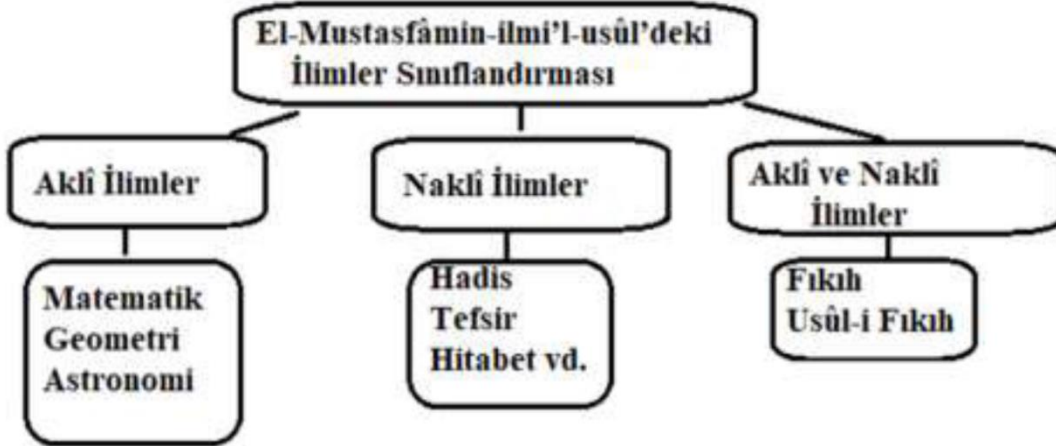 El-Mustasfâmin-ilmi’l-usûl’deki
İlimler Sınıflandırması
Aklî İlimler
Naklî İlimler
Aklî ve Naklî
İlimler
Matematik
Geometri
Astronomi
Hadis
Tefsir
Hitabet vd.
Fıkıh
Usûl-i Fıkıh